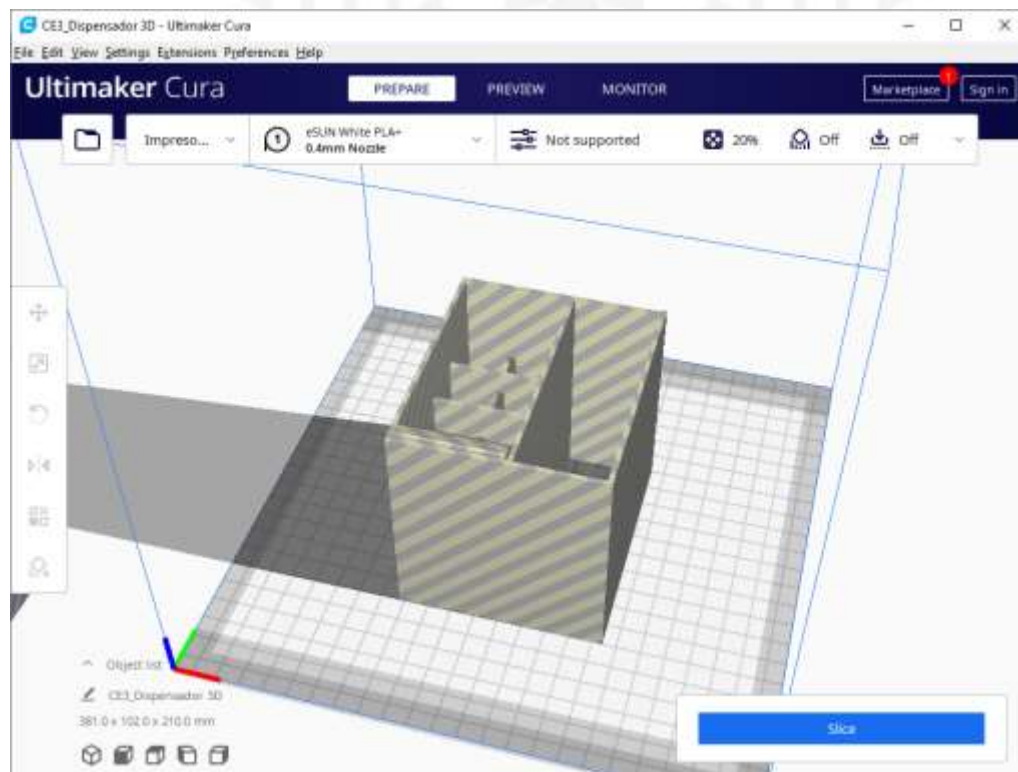 CE3_Dispensador 3D - Ultimaker Cura
File Edit View Settings Extensions Preferences Help
Ultimaker Cura
PREPARE PREVIEW MONITOR
Marketplace 1 Sign in
Impreso... 1 eSUN White PLA+
0.4mm Nozzle
Not supported 20% Off Off
Object list
CE3_Dispensador 3D
381.0 x 102.0 x 210.0 mm
Slice